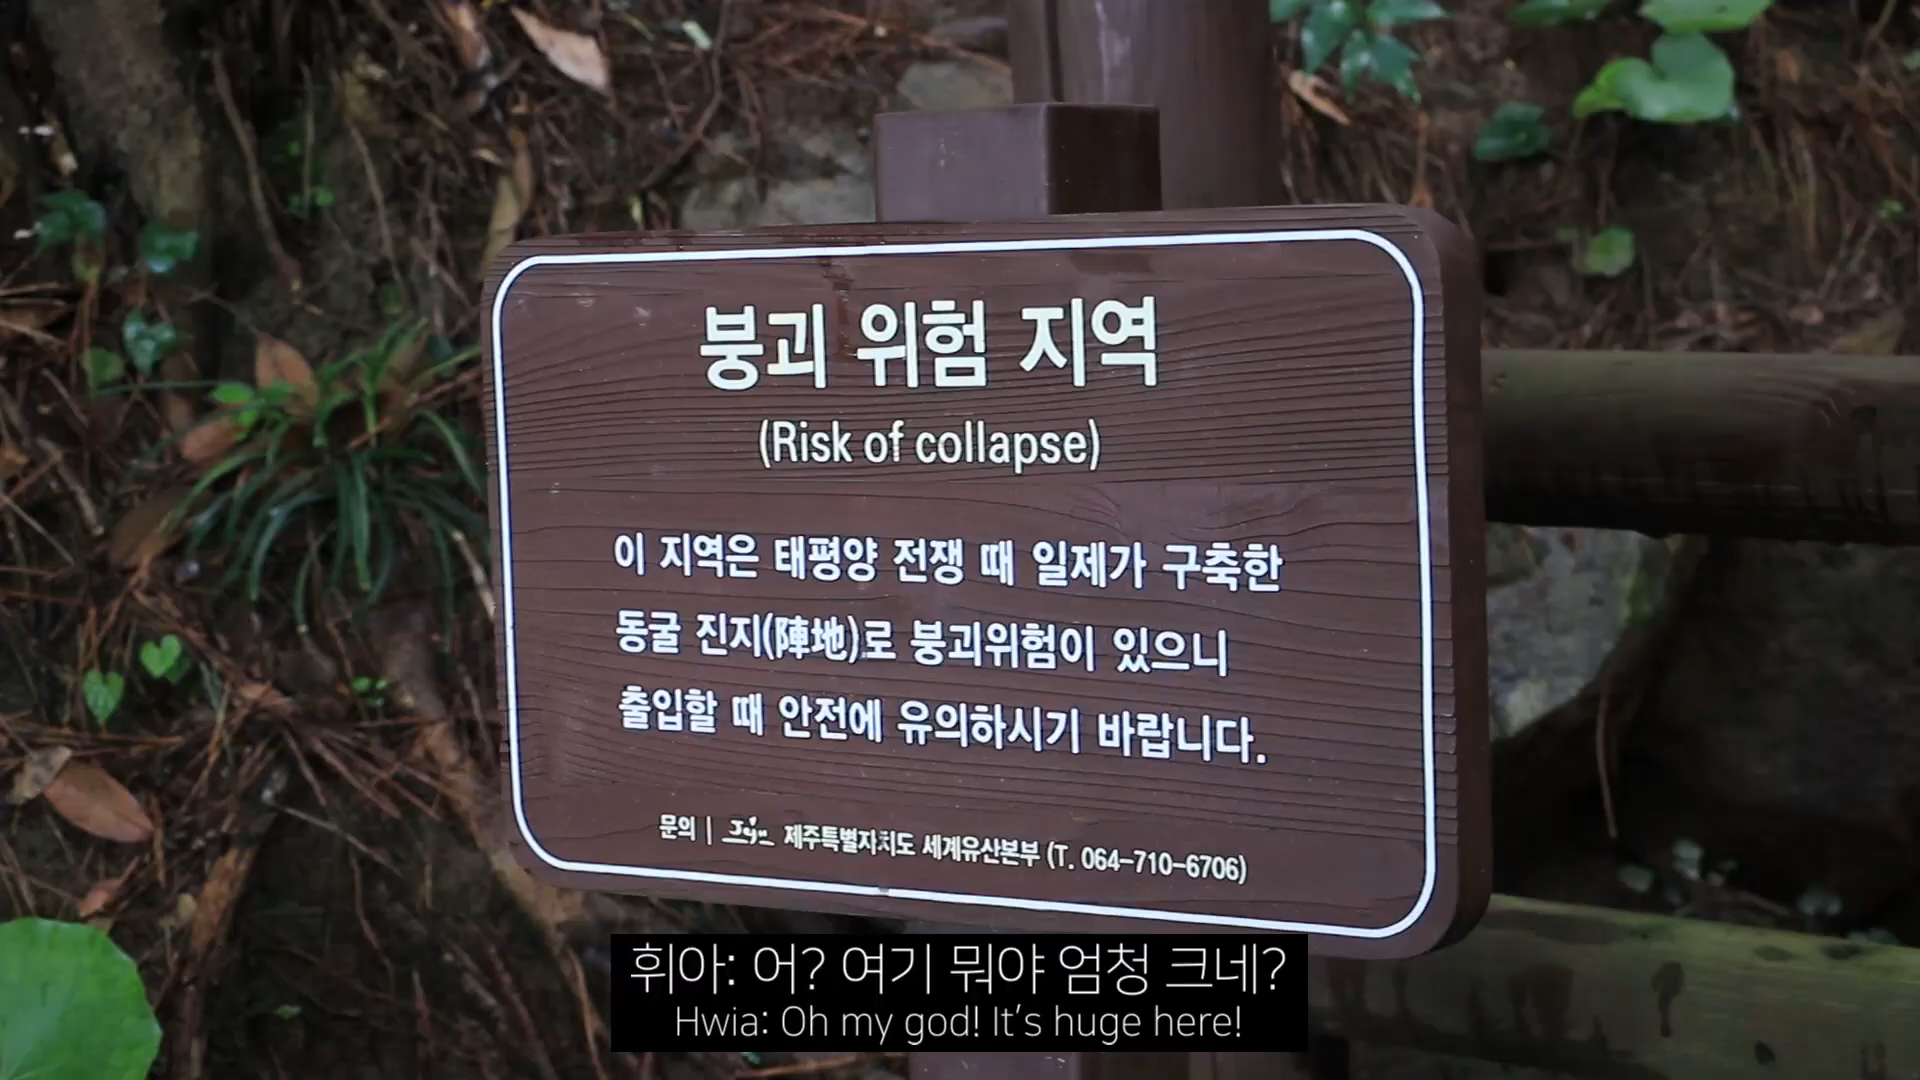 붕괴 위험 지역
(Risk of collapse)
이 지역은 태평양 전쟁 때 일제가 구축한
동굴 진지(陣地)로 붕괴위험이 있으니
출입할 때 안전에 유의하시기 바랍니다.
문의 | Jeju 제주특별자치도 세계유산본부 (T. 064-710-6706)
휘아: 어? 여기 뭐야 엄청 크네?
Hwia: Oh my god! It's huge here!